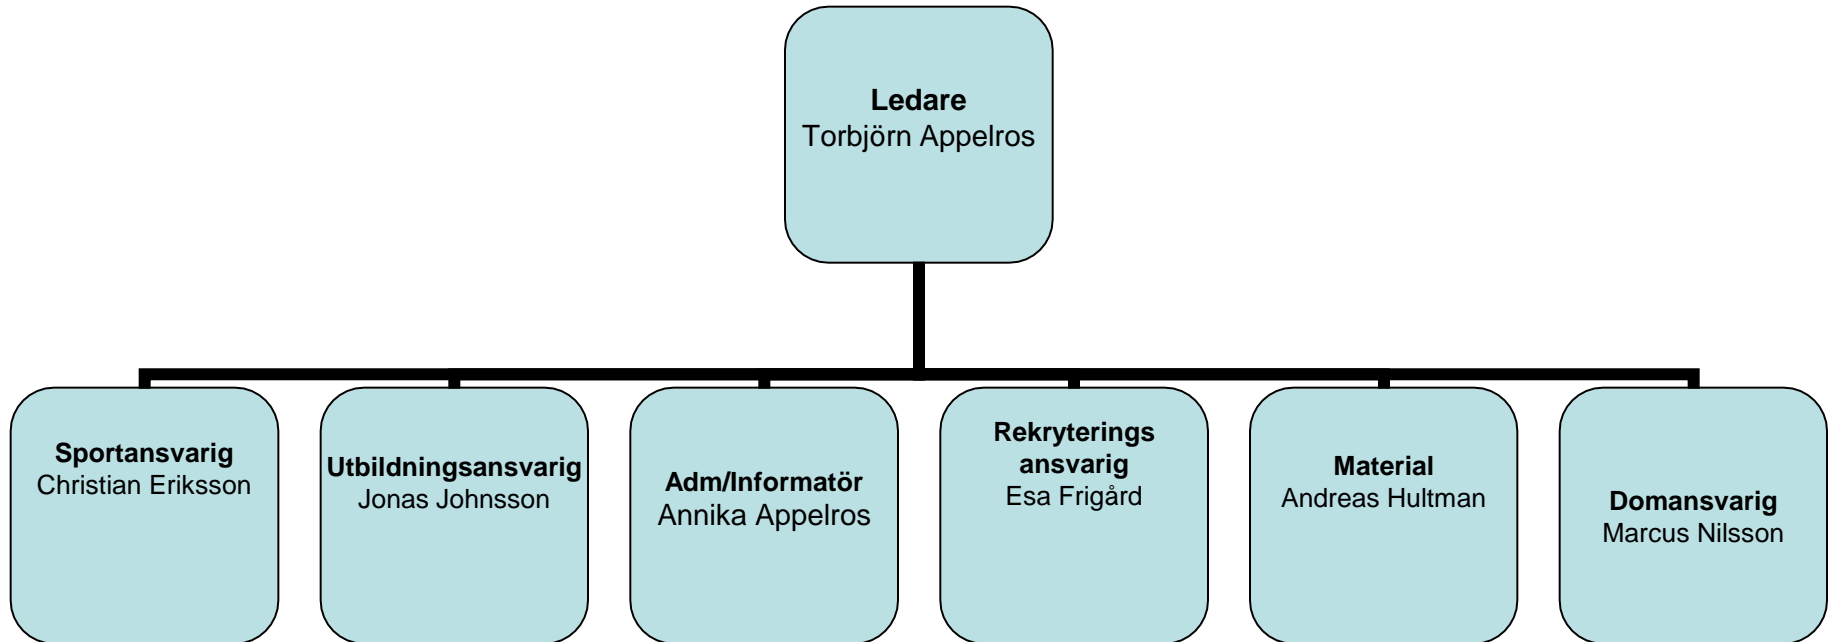 Ledare
Torbjörn Appelros
Sportansvarig
Christian Eriksson
Utbildningsansvarig
Jonas Johnsson
Adm/Informatör
Annika Appelros
Rekryterings
ansvarig
Esa Frigård
Material
Andreas Hultman
Domansvarig
Marcus Nilsson